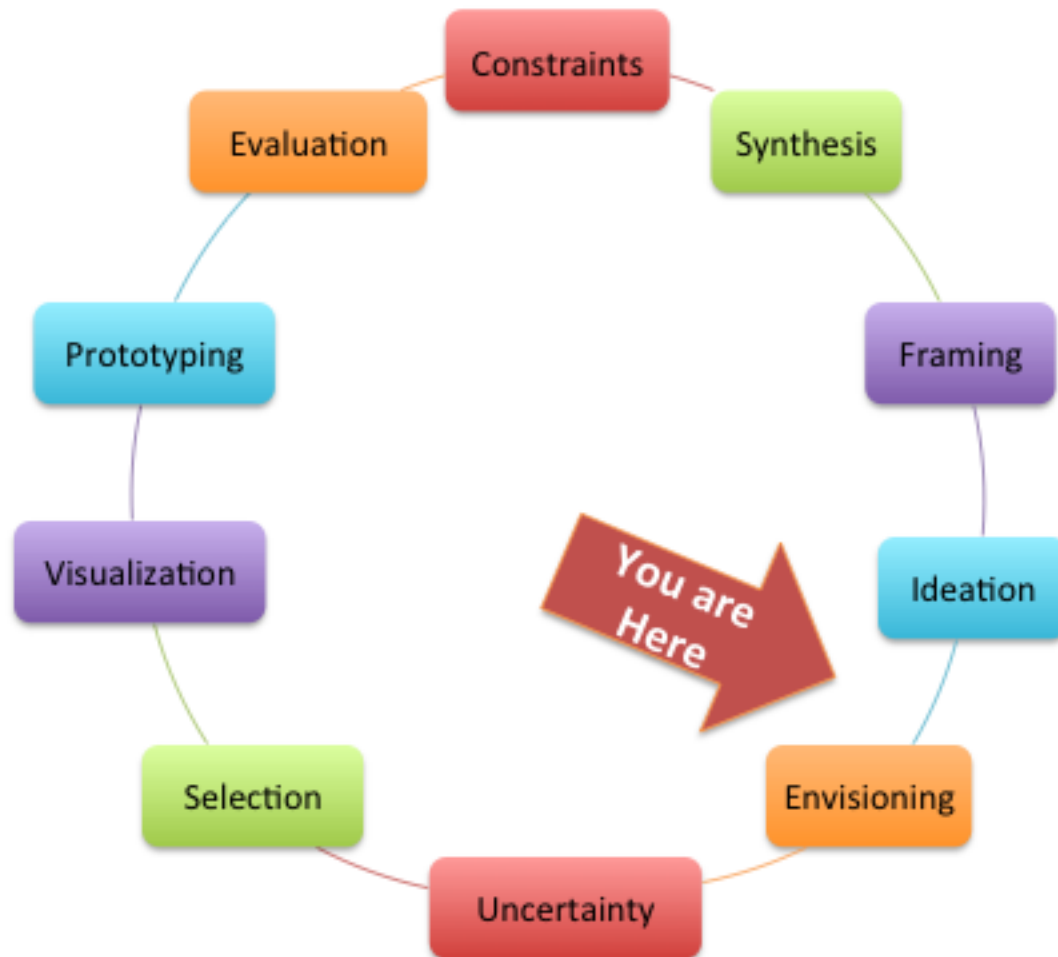 Constraints
Synthesis
Framing
Ideation
Envisioning
Uncertainty
Selection
Visualization
Prototyping
Evaluation
You are
Here